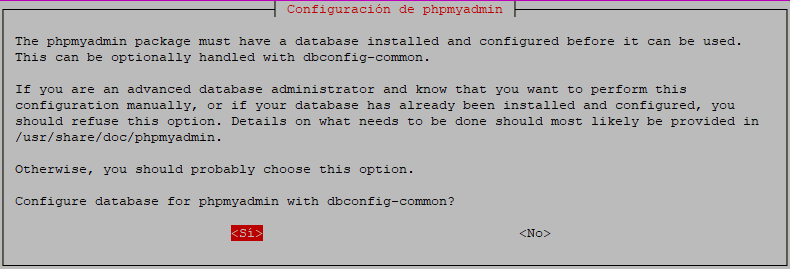 Configuración de phpmyadmin
The phpmyadmin package must have a database installed and configured before it can be used.
This can be optionally handled with dbconfig-common.
If you are an advanced database administrator and know that you want to perform this
configuration manually, or if your database has already been installed and configured, you
should refuse this option. Details on what needs to be done should most likely be provided in
/usr/share/doc/phpmyadmin.
Otherwise, you should probably choose this option.
Configure database for phpmyadmin with dbconfig-common?
<Sí> <No>